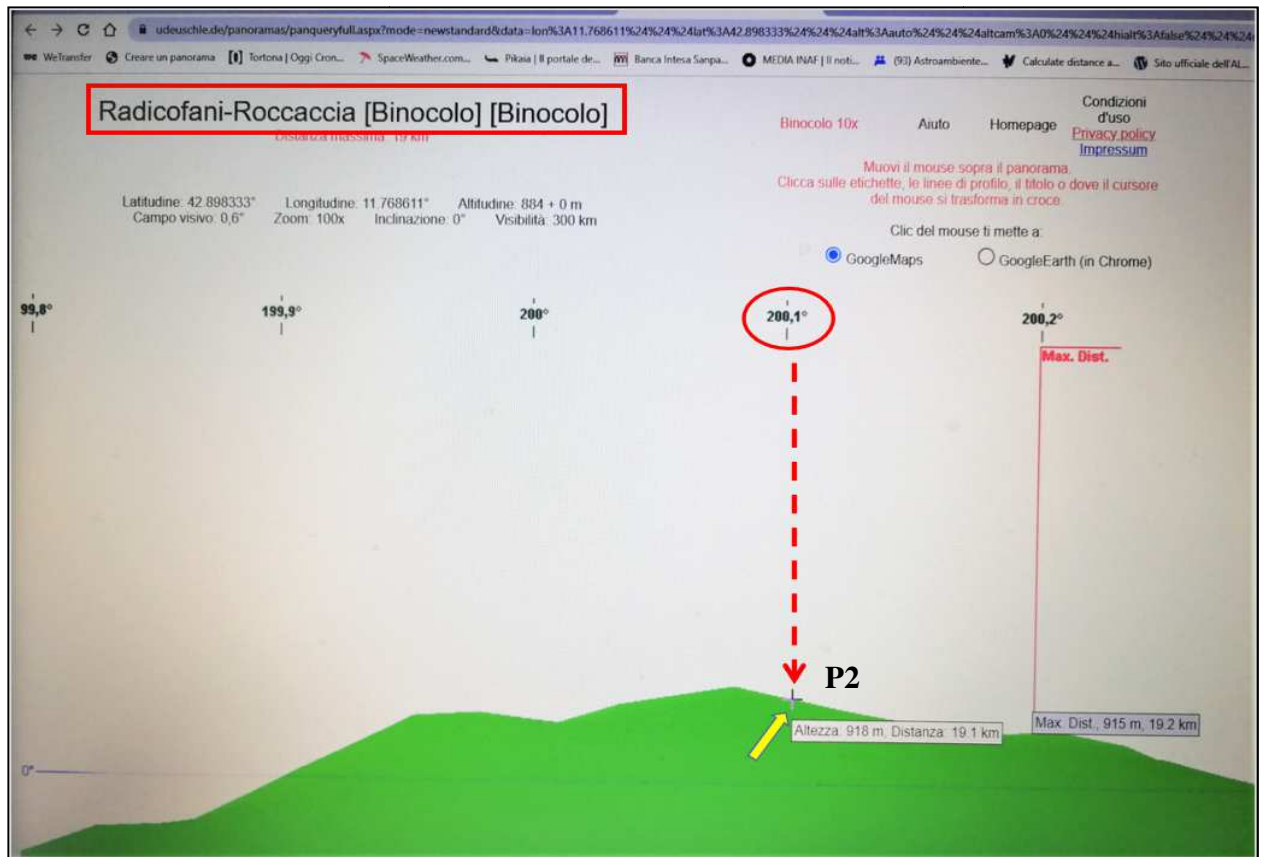 udeuschle.de/panoramas/panqueryfull.aspx?mode=newstandard&data=lon%3A11.768611%24%24%24lat%3A42.898333%24%24%24alt%3Aauto%24%24%24altcam%3A0%24%24%24hialt%3Afalse%24%24%24
WeTransfer Creare un panorama Tortona | Oggi Cron... SpaceWeather.com... Pikaia | Il portale de... Banca Intesa Sanpa... MEDIA INAF | Il noti... (93) Astroambiente... Calculate distance a... Sito ufficiale dell'AL...
Radicofani-Roccaccia [Binocolo] [Binocolo]
Distanza massima 19 km
Binocolo 10x Aiuto Homepage
Condizioni
d'uso
Privacy policy
Impressum
Muovi il mouse sopra il panorama.
Clicca sulle etichette, le linee di profilo, il titolo o dove il cursore
del mouse si trasforma in croce.
Latitudine: 42.898333° Longitudine: 11.768611° Altitudine: 884 + 0 m
Campo visivo: 0,6° Zoom: 100x Inclinazione: 0° Visibilità: 300 km
Clic del mouse ti mette a:
GoogleMaps GoogleEarth (in Chrome)
99,8° 199,9° 200° 200,1° 200,2°
Max. Dist.
P2
Altezza: 918 m, Distanza: 19.1 km
Max. Dist., 915 m, 19.2 km
0°